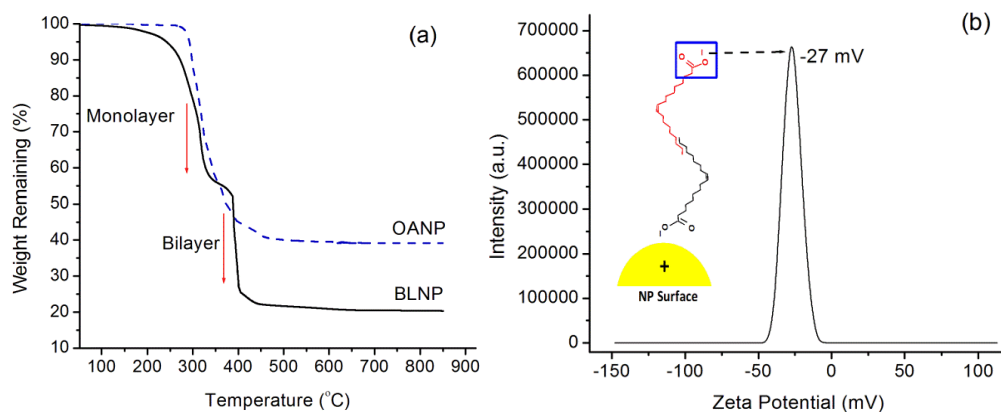 (a)
100
90
80
70
60
50
40
30
20
10
Weight Remaining (%)
Monolayer
Bilayer
OANP
BLNP
100 200 300 400 500 600 700 800 900
Temperature (°C)
(b)
700000
600000
500000
400000
300000
200000
100000
0
Intensity (a.u.)
-27 mV
O
O
O
O
+
NP Surface
-150 -100 -50 0 50 100
Zeta Potential (mV)